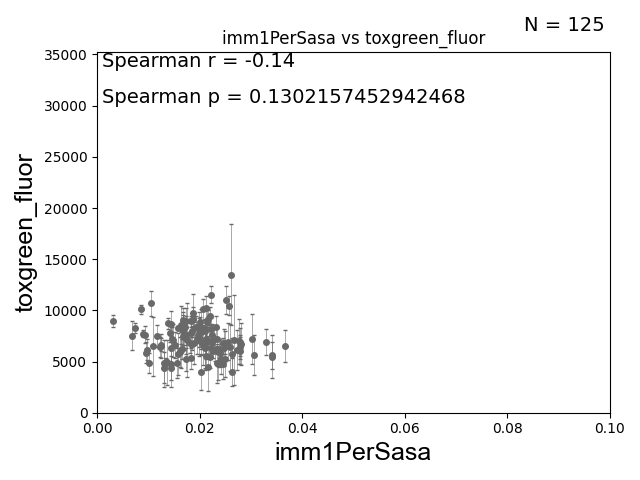 N = 125
imm1PerSasa vs toxgreen_fluor
Spearman r = -0.14
Spearman p = 0.1302157452942468
35000
30000
25000
20000
15000
10000
5000
0
toxgreen_fluor
0.00 0.02 0.04 0.06 0.08 0.10
imm1PerSasa